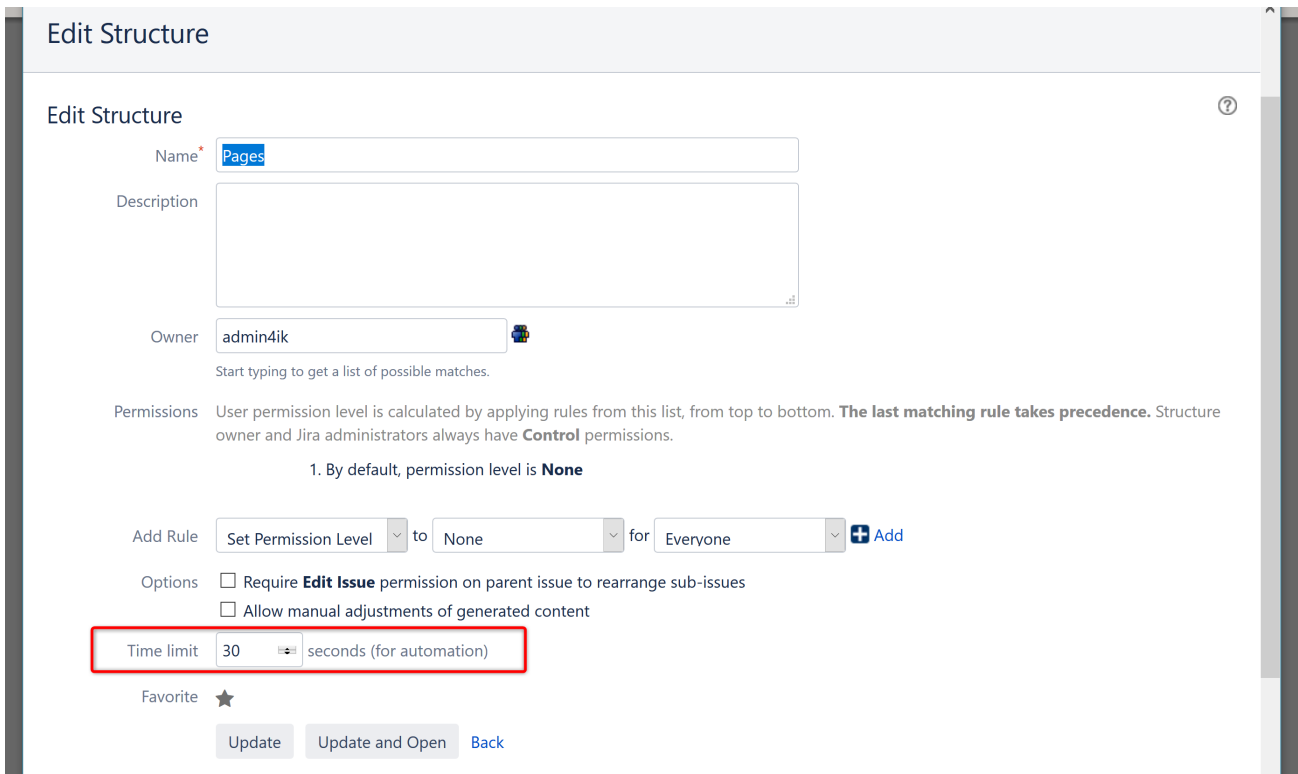 Edit Structure
Edit Structure
Name*
Pages
Description
Owner
admin4ik
Start typing to get a list of possible matches.
Permissions
User permission level is calculated by applying rules from this list, from top to bottom. The last matching rule takes precedence. Structure
owner and Jira administrators always have Control permissions.
1. By default, permission level is None
Add Rule Set Permission Level to None for Everyone Add
Options
Require Edit Issue permission on parent issue to rearrange sub-issues
Allow manual adjustments of generated content
Time limit 30 seconds (for automation)
Favorite
Update Update and Open Back